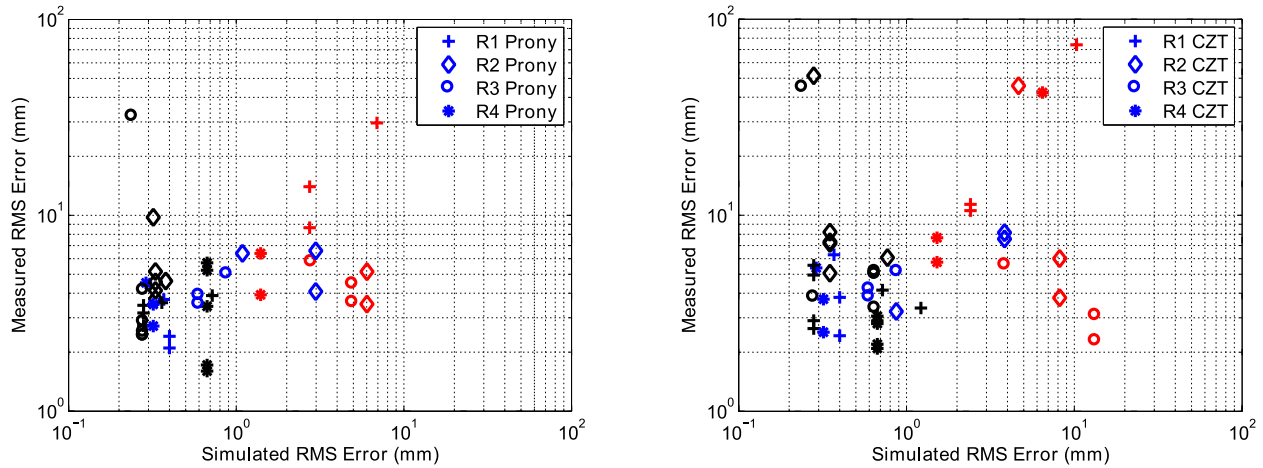 10^2
10^1
10^0
Measured RMS Error (mm)
R1 Prony
R2 Prony
R3 Prony
R4 Prony
10^-1
10^0
10^1
10^2
Simulated RMS Error (mm)
10^2
10^1
10^0
Measured RMS Error (mm)
R1 CZT
R2 CZT
R3 CZT
R4 CZT
10^-1
10^0
10^1
10^2
Simulated RMS Error (mm)